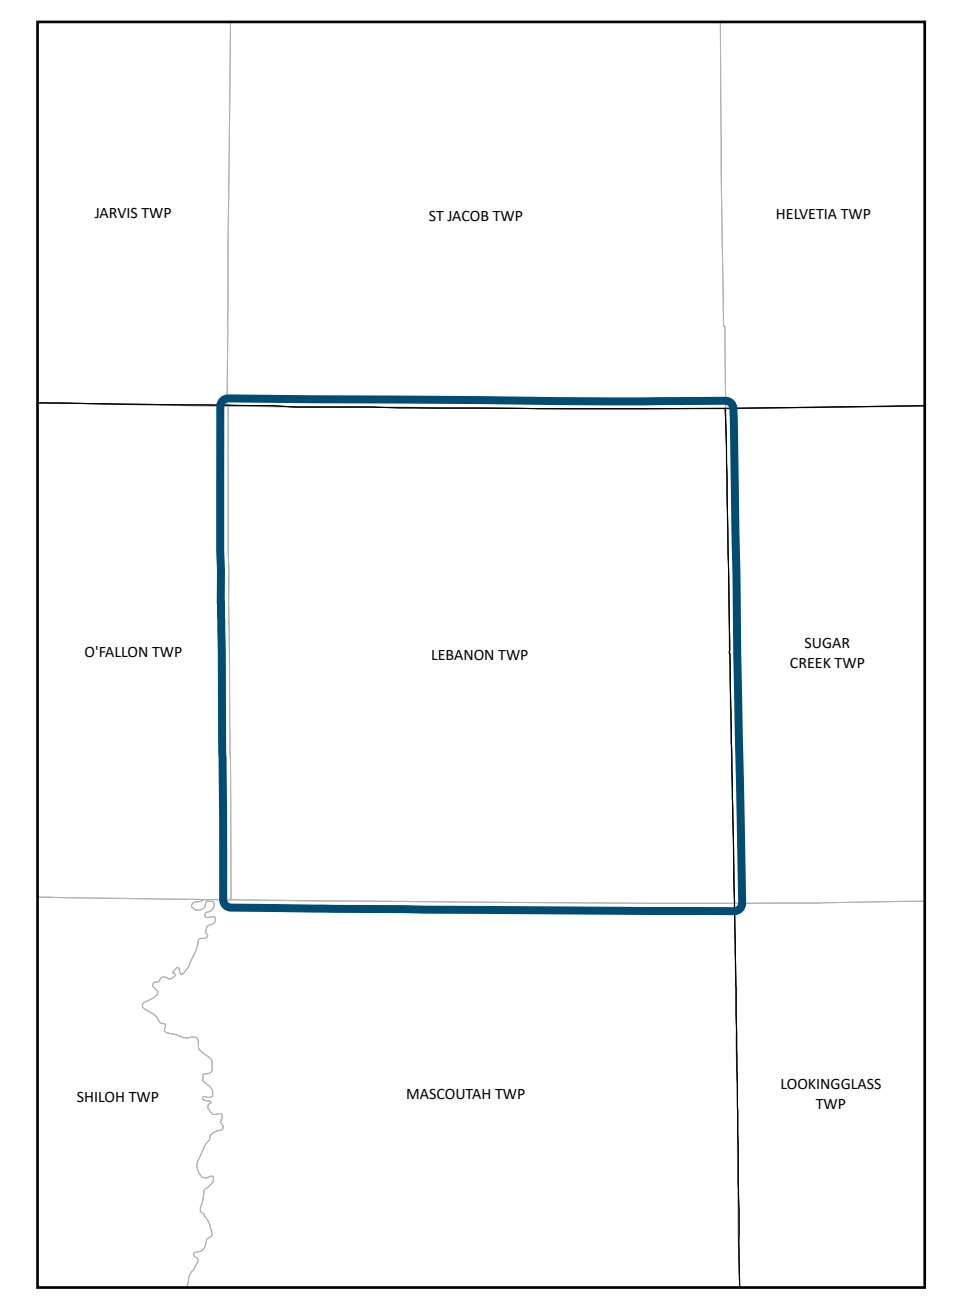 JARVIS TWP
ST JACOB TWP
HELVETIA TWP
O'FALLON TWP
LEBANON TWP
SUGAR
CREEK TWP
SHILOH TWP
MASCOUTAH TWP
LOOKINGGLASS
TWP